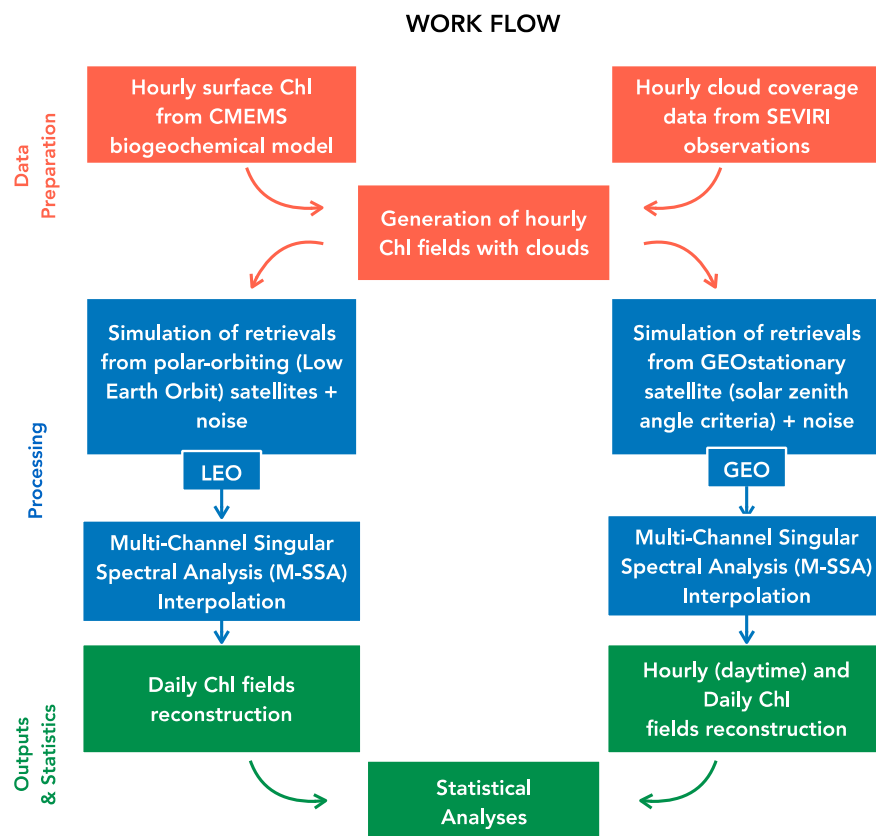 WORK FLOW
Data
Preparation
Hourly surface Chl
from CMEMS
biogeochemical model
Hourly cloud coverage
data from SEVIRI
observations
Generation of hourly
Chl fields with clouds
Processing
Simulation of retrievals
from polar-orbiting (Low
Earth Orbit) satellites +
noise
LEO
Simulation of retrievals
from GEOstationary
satellite (solar zenith
angle criteria) + noise
GEO
Multi-Channel Singular
Spectral Analysis (M-SSA)
Interpolation
Multi-Channel Singular
Spectral Analysis (M-SSA)
Interpolation
Outputs
& Statistics
Daily Chl fields
reconstruction
Hourly (daytime) and
Daily Chl
fields reconstruction
Statistical
Analyses